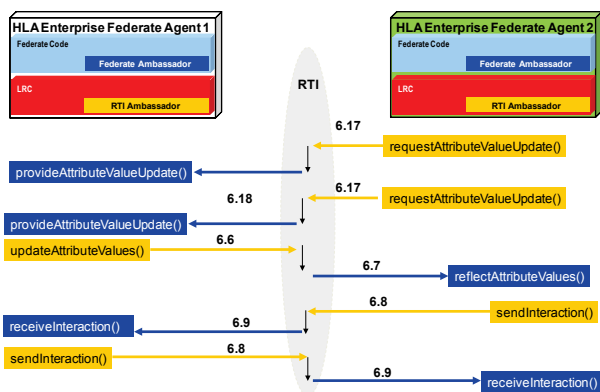 HLA Enterprise Federate Agent 1
Federate Code
Federate Ambassador
LRC
RTI Ambassador
HLA Enterprise Federate Agent 2
Federate Code
Federate Ambassador
LRC
RTI Ambassador
RTI
6.17
requestAttributeValueUpdate()
provideAttributeValueUpdate()
6.17
6.18
requestAttributeValueUpdate()
provideAttributeValueUpdate()
6.6
updateAttributeValues()
6.7
reflectAttributeValues()
6.8
sendInteraction()
6.9
receiveInteraction()
6.8
sendInteraction()
6.9
receiveInteraction()